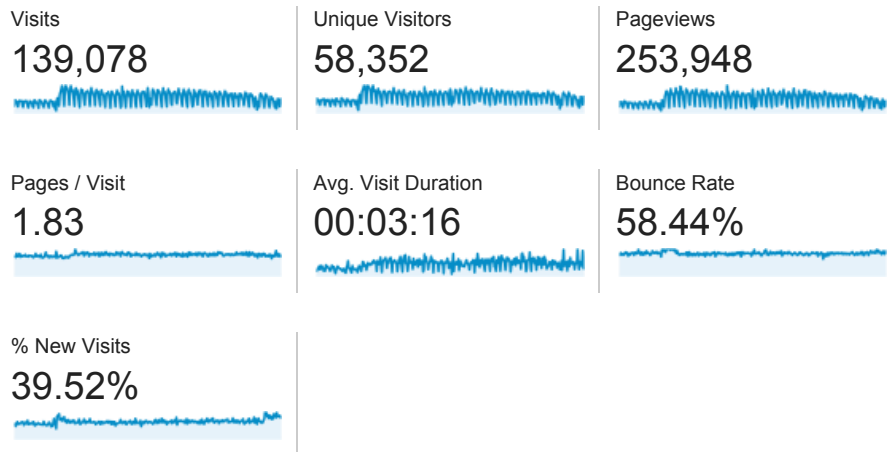 Visits
139,078
Unique Visitors
58,352
Pageviews
253,948
Pages / Visit
1.83
Avg. Visit Duration
00:03:16
Bounce Rate
58.44%
% New Visits
39.52%